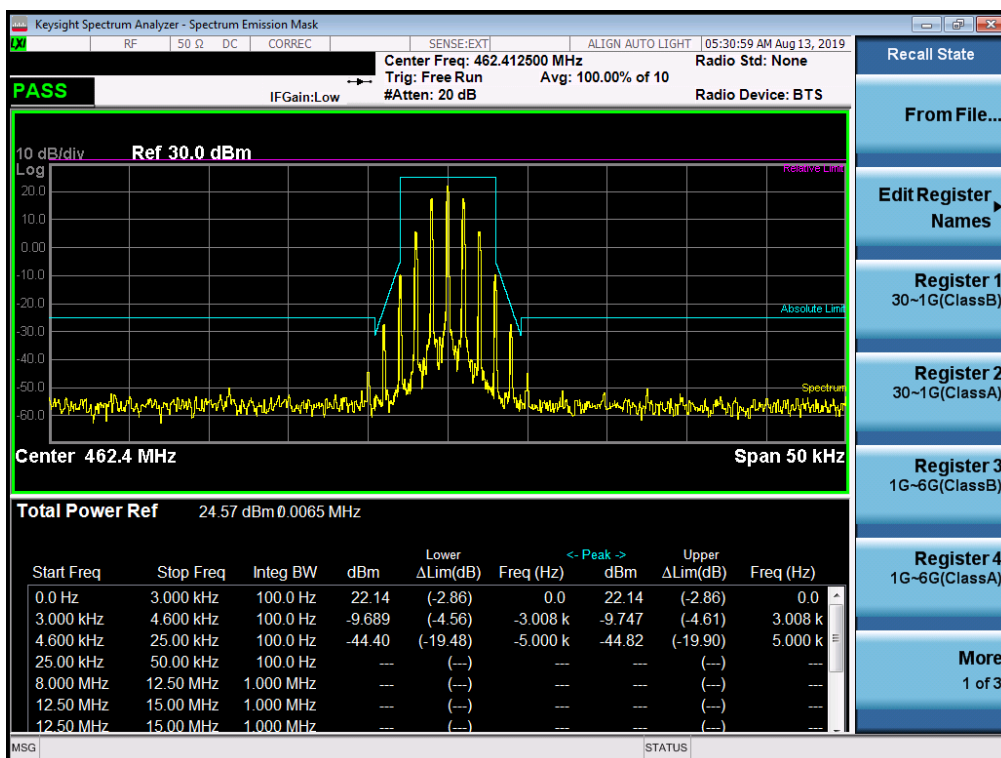 Keysight Spectrum Analyzer - Spectrum Emission Mask
LXI RF 50 Ω DC CORREC SENSE:EXT ALIGN AUTO LIGHT 05:30:59 AM Aug 13, 2019
Center Freq: 462.412500 MHz Radio Std: None
Trig: Free Run Avg: 100.00% of 10
PASS IFGain:Low #Atten: 20 dB Radio Device: BTS
10 dB/div Ref 30.0 dBm
Log
Relative Limit
20.0
10.0
0.00
-10.0
-20.0
Absolute Limit
-30.0
-40.0
-50.0
Spectrum
-60.0
Center 462.4 MHz Span 50 kHz
Total Power Ref 24.57 dBm 0.0065 MHz
Lower <- Peak -> Upper
Start Freq Stop Freq Integ BW dBm ΔLim(dB) Freq (Hz) dBm ΔLim(dB) Freq (Hz)
0.0 Hz 3.000 kHz 100.0 Hz 22.14 (-2.86) 0.0 22.14 (-2.86) 0.0
3.000 kHz 4.600 kHz 100.0 Hz -9.689 (-4.56) -3.008 k -9.747 (-4.61) 3.008 k
4.600 kHz 25.00 kHz 100.0 Hz -44.40 (-19.48) -5.000 k -44.82 (-19.90) 5.000 k
25.00 kHz 50.00 kHz 100.0 Hz --- (---) --- --- (---) ---
8.000 MHz 12.50 MHz 1.000 MHz --- (---) --- --- (---) ---
12.50 MHz 15.00 MHz 1.000 MHz --- (---) --- --- (---) ---
12.50 MHz 15.00 MHz 1.000 MHz --- (---) --- --- (---) ---
MSG STATUS
Recall State
From File...
Edit Register
Names
Register 1
30~1G(ClassB)
Register 2
30~1G(ClassA)
Register 3
1G~6G(ClassB)
Register 4
1G~6G(ClassA)
More
1 of 3